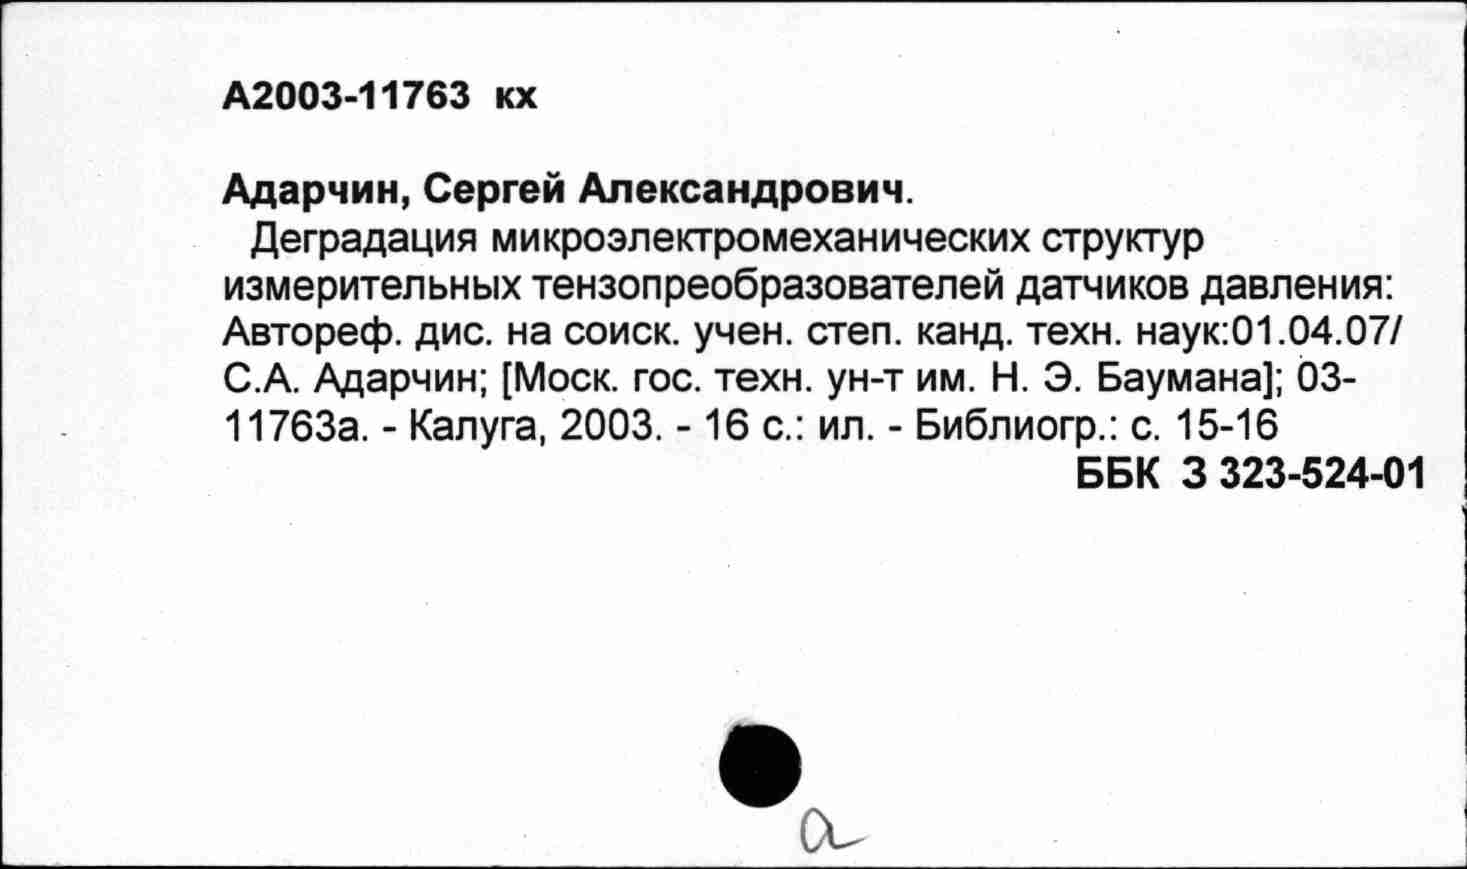 А2003-11763 кх
Адарчин, Сергей Александрович.
Деградация микроэлектромеханических структур
измерительных тензопреобразователей датчиков давления:
Автореф. дис. на соиск. учен. степ. канд. техн. наук:01.04.07/
С.А. Адарчин; [Моск. гос. техн. ун-т им. Н. Э. Баумана]; 03-
11763а. - Калуга, 2003. - 16 с.: ил. - Библиогр.: с. 15-16
ББК З 323-524-01
а